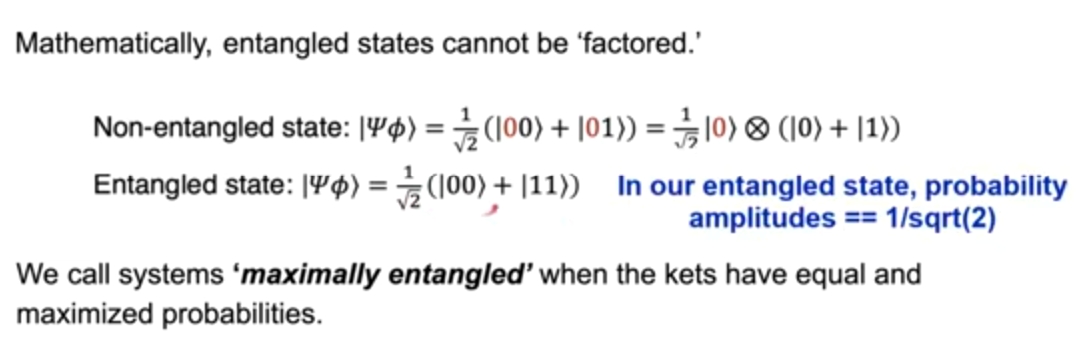 Mathematically, entangled states cannot be ‘factored.’
Non-entangled state: |Ψϕ⟩ = 1/√2 (|00⟩ + |01⟩) = 1/√2 |0⟩ ⊗ (|0⟩ + |1⟩)
Entangled state: |Ψϕ⟩ = 1/√2 (|00⟩ + |11⟩) In our entangled state, probability
amplitudes == 1/sqrt(2)
We call systems ‘maximally entangled’ when the kets have equal and
maximized probabilities.